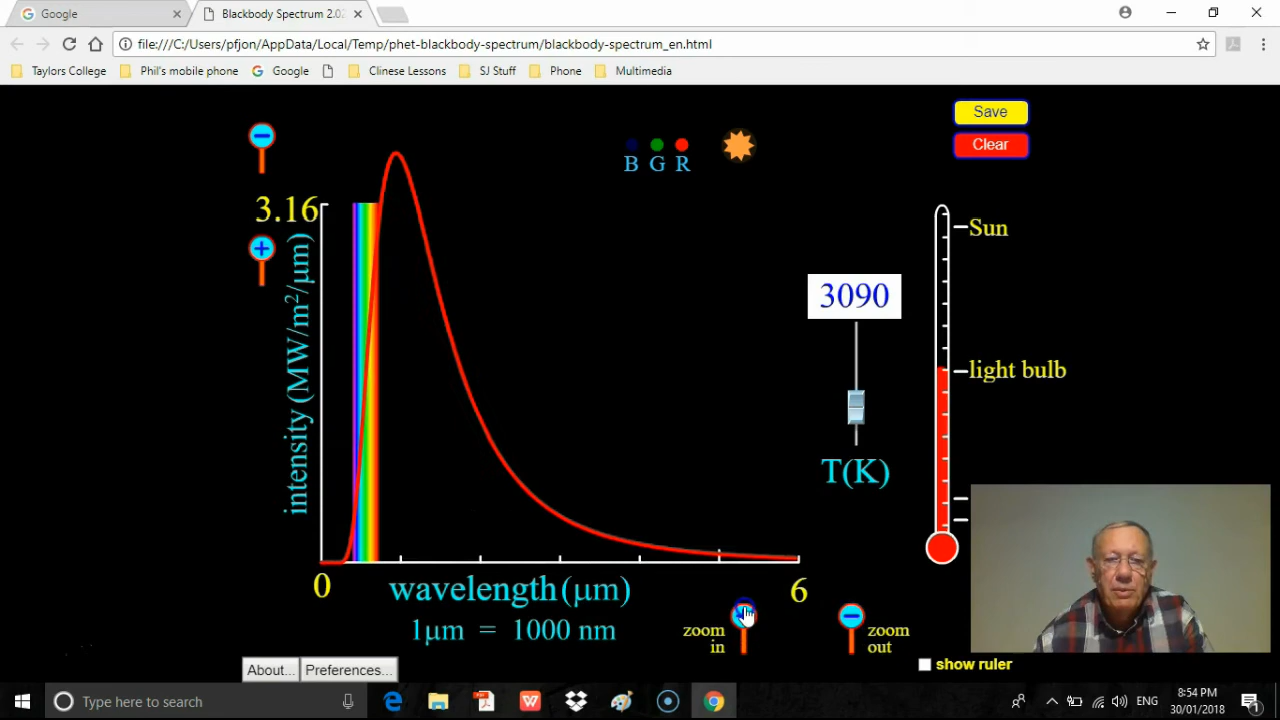 Google
Blackbody Spectrum 2.0
file:///C:/Users/pfjon/AppData/Local/Temp/phet-blackbody-spectrum/blackbody-spectrum_en.html
Taylors College
Phil's mobile phone
Google
Clinese Lessons
SJ Stuff
Phone
Multimedia
Save
Clear
B G R
3.16
intensity (MW/m²/μm)
Sun
3090
light bulb
T(K)
0
wavelength (μm)
6
1μm = 1000 nm
zoom in
zoom out
show ruler
About...
Preferences...
Type here to search
ENG
8:54 PM
30/01/2018
1